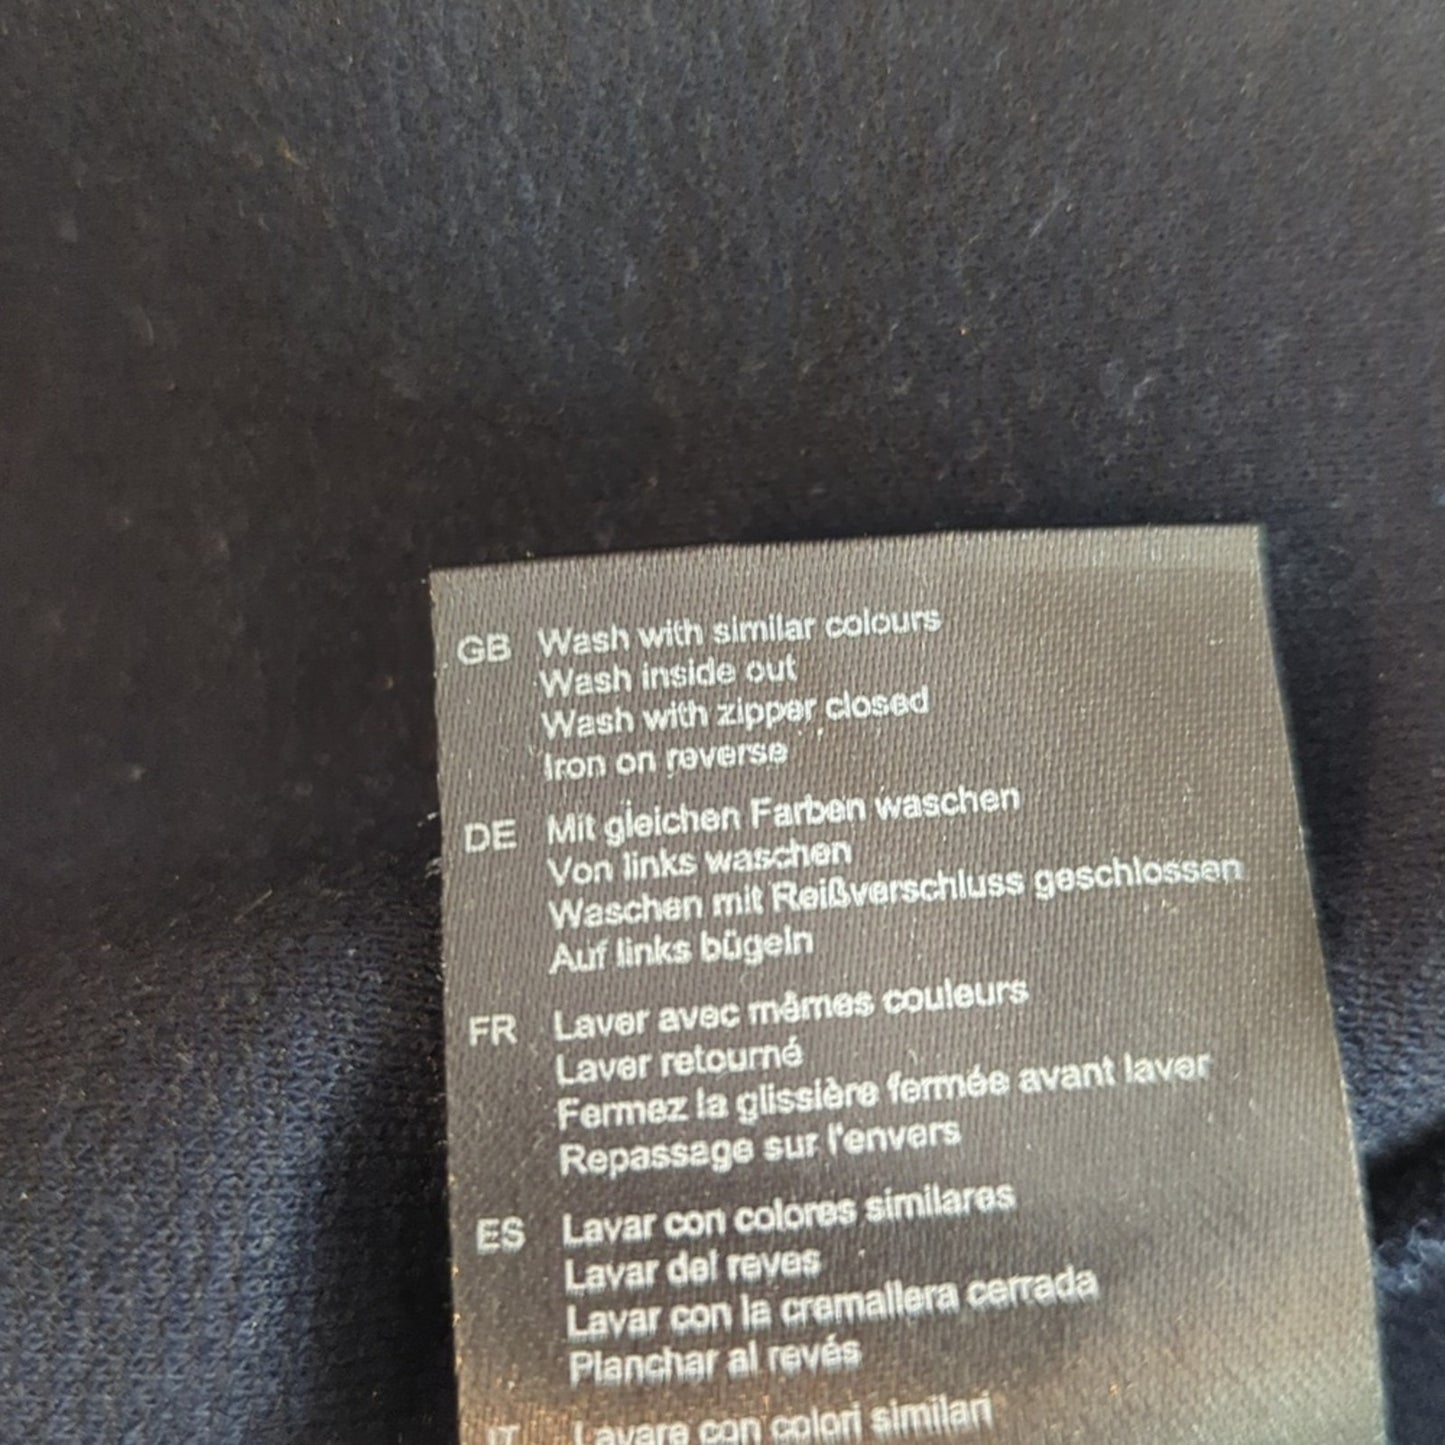 GB Wash with similar colours
Wash inside out
Wash with zipper closed
Iron on reverse
DE Mit gleichen Farben waschen
Von links waschen
Waschen mit Reißverschluss geschlossen
Auf links bügeln
FR Laver avec mêmes couleurs
Laver retourné
Fermez la glissière fermée avant laver
Repassage sur l'envers
ES Lavar con colores similares
Lavar del reves
Lavar con la cremallera cerrada
Planchar al revés
IT Lavare con colori similari